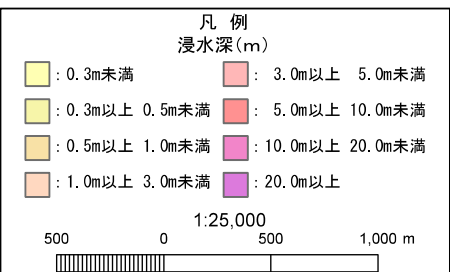 凡 例
浸水深(m)
: 0.3m未満
: 0.3m以上 0.5m未満
: 0.5m以上 1.0m未満
: 1.0m以上 3.0m未満
: 3.0m以上 5.0m未満
: 5.0m以上 10.0m未満
: 10.0m以上 20.0m未満
: 20.0m以上
1:25,000
500 0 500 1,000 m